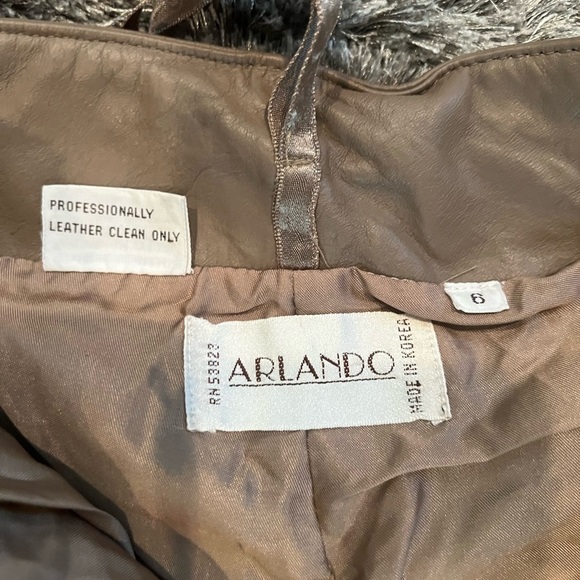 PROFESSIONALLY
LEATHER CLEAN ONLY
6
RN 53823
ARLANDO
MADE IN KOREA